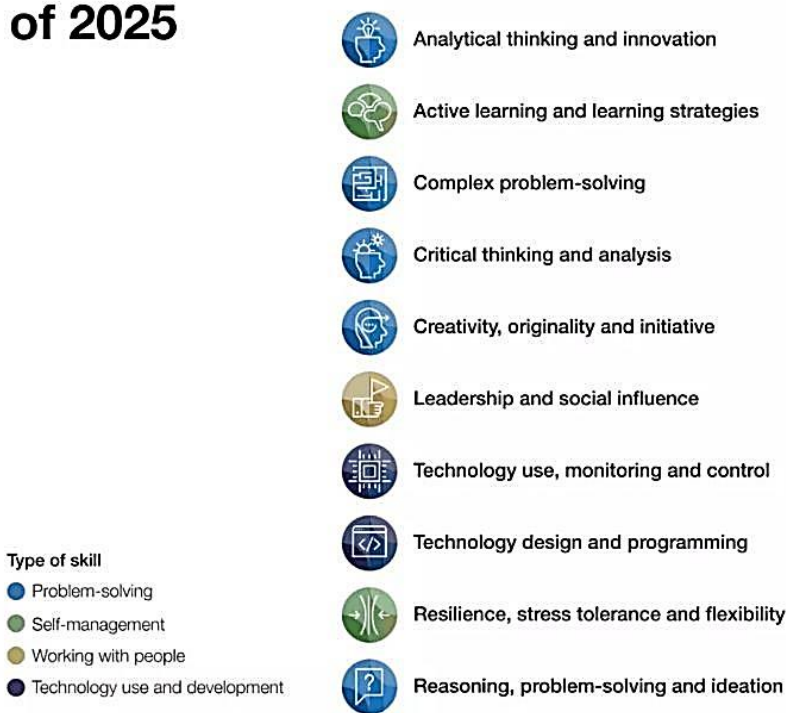 of 2025
Analytical thinking and innovation
Active learning and learning strategies
Complex problem-solving
Critical thinking and analysis
Creativity, originality and initiative
Leadership and social influence
Technology use, monitoring and control
Technology design and programming
Resilience, stress tolerance and flexibility
Reasoning, problem-solving and ideation
Type of skill
Problem-solving
Self-management
Working with people
Technology use and development